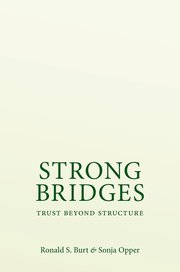 STRONG
BRIDGES
TRUST BEYOND STRUCTURE
Ronald S. Burt & Sonja Opper